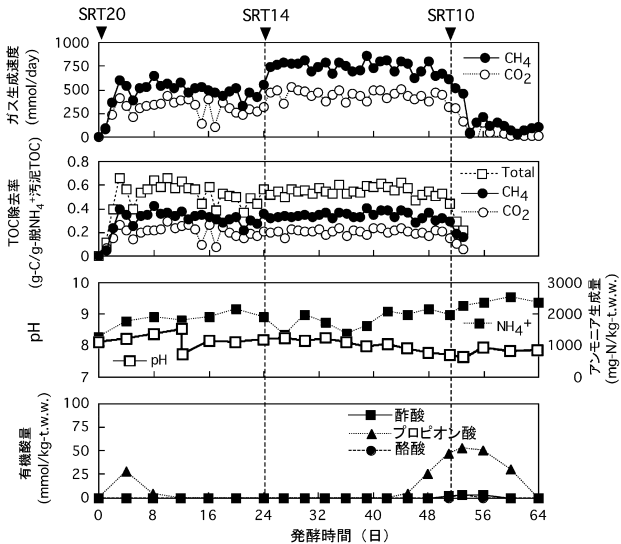 SRT20 SRT14 SRT10
ガス生成速度
(mmol/day)
1000
750
500
250
0
CH4
CO2
TOC除去率
(g-C/g-脱NH4+汚泥TOC)
0.8
0.6
0.4
0.2
0
Total
CH4
CO2
pH
10
9
8
7
pH
NH4+
3000
2000
1000
0
アンモニア生成量
(mg-N/kg-t.w.w.)
有機酸量
(mmol/kg-t.w.w.)
100
75
50
25
0
酢酸
プロピオン酸
酪酸
0 8 16 24 32 40 48 56 64
発酵時間（日）